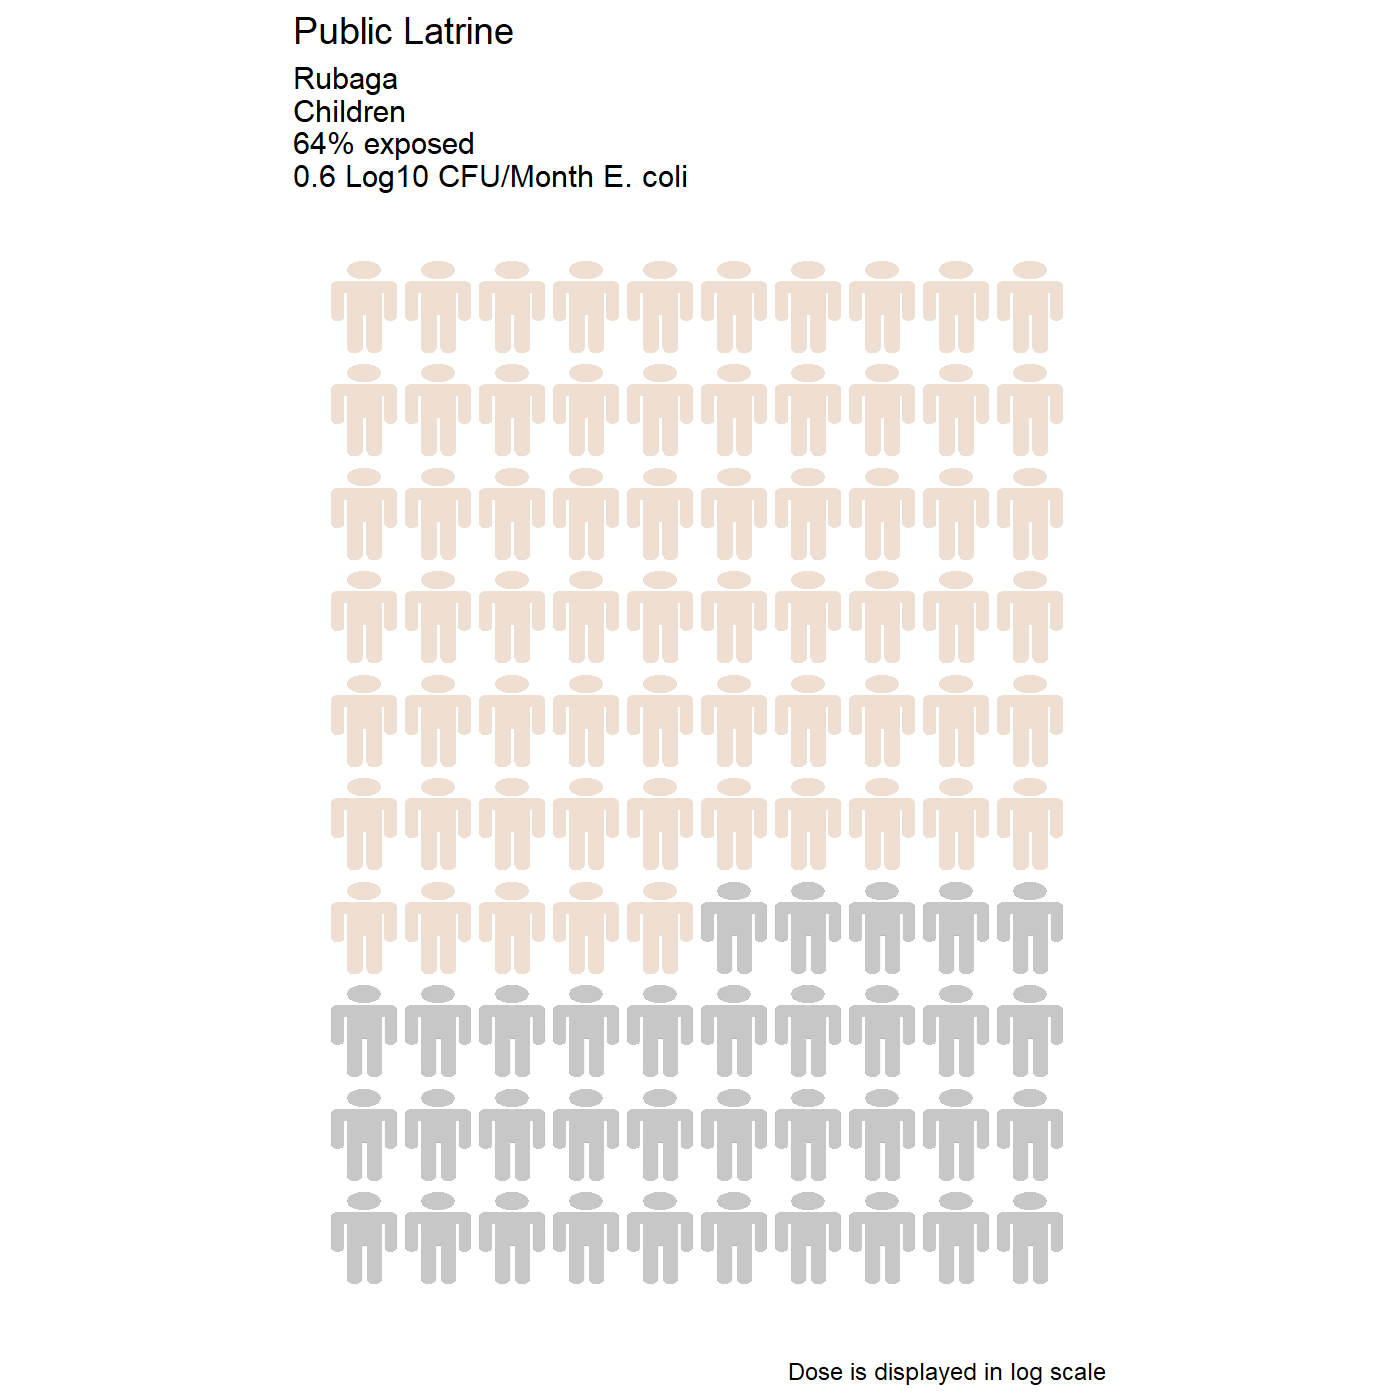 Public Latrine
Rubaga
Children
64% exposed
0.6 Log10 CFU/Month E. coli
Dose is displayed in log scale